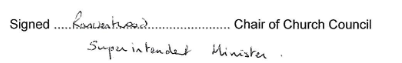 Signed ..... ..................... Chair of Church Council
Superintendent Minister.